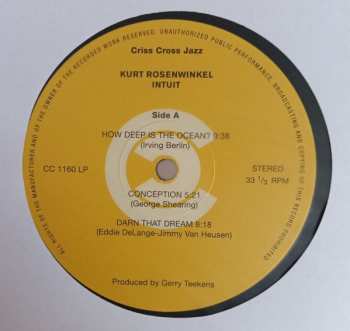 ALL RIGHTS OF THE MANUFACTURER AND OF THE OWNER OF THE RECORDED WORK RESERVED. UNAUTHORIZED PUBLIC PERFORMANCE, BROADCASTING AND COPYING OF THIS RECORD PROHIBITED
Criss Cross Jazz
KURT ROSENWINKEL
INTUIT
Side A
HOW DEEP IS THE OCEAN? 9:38
(Irving Berlin)
CC 1160 LP
STEREO
33 1/3 RPM
CONCEPTION 5:21
(George Shearing)
DARN THAT DREAM 8:18
(Eddie DeLange-Jimmy Van Heusen)
Produced by Gerry Teekens